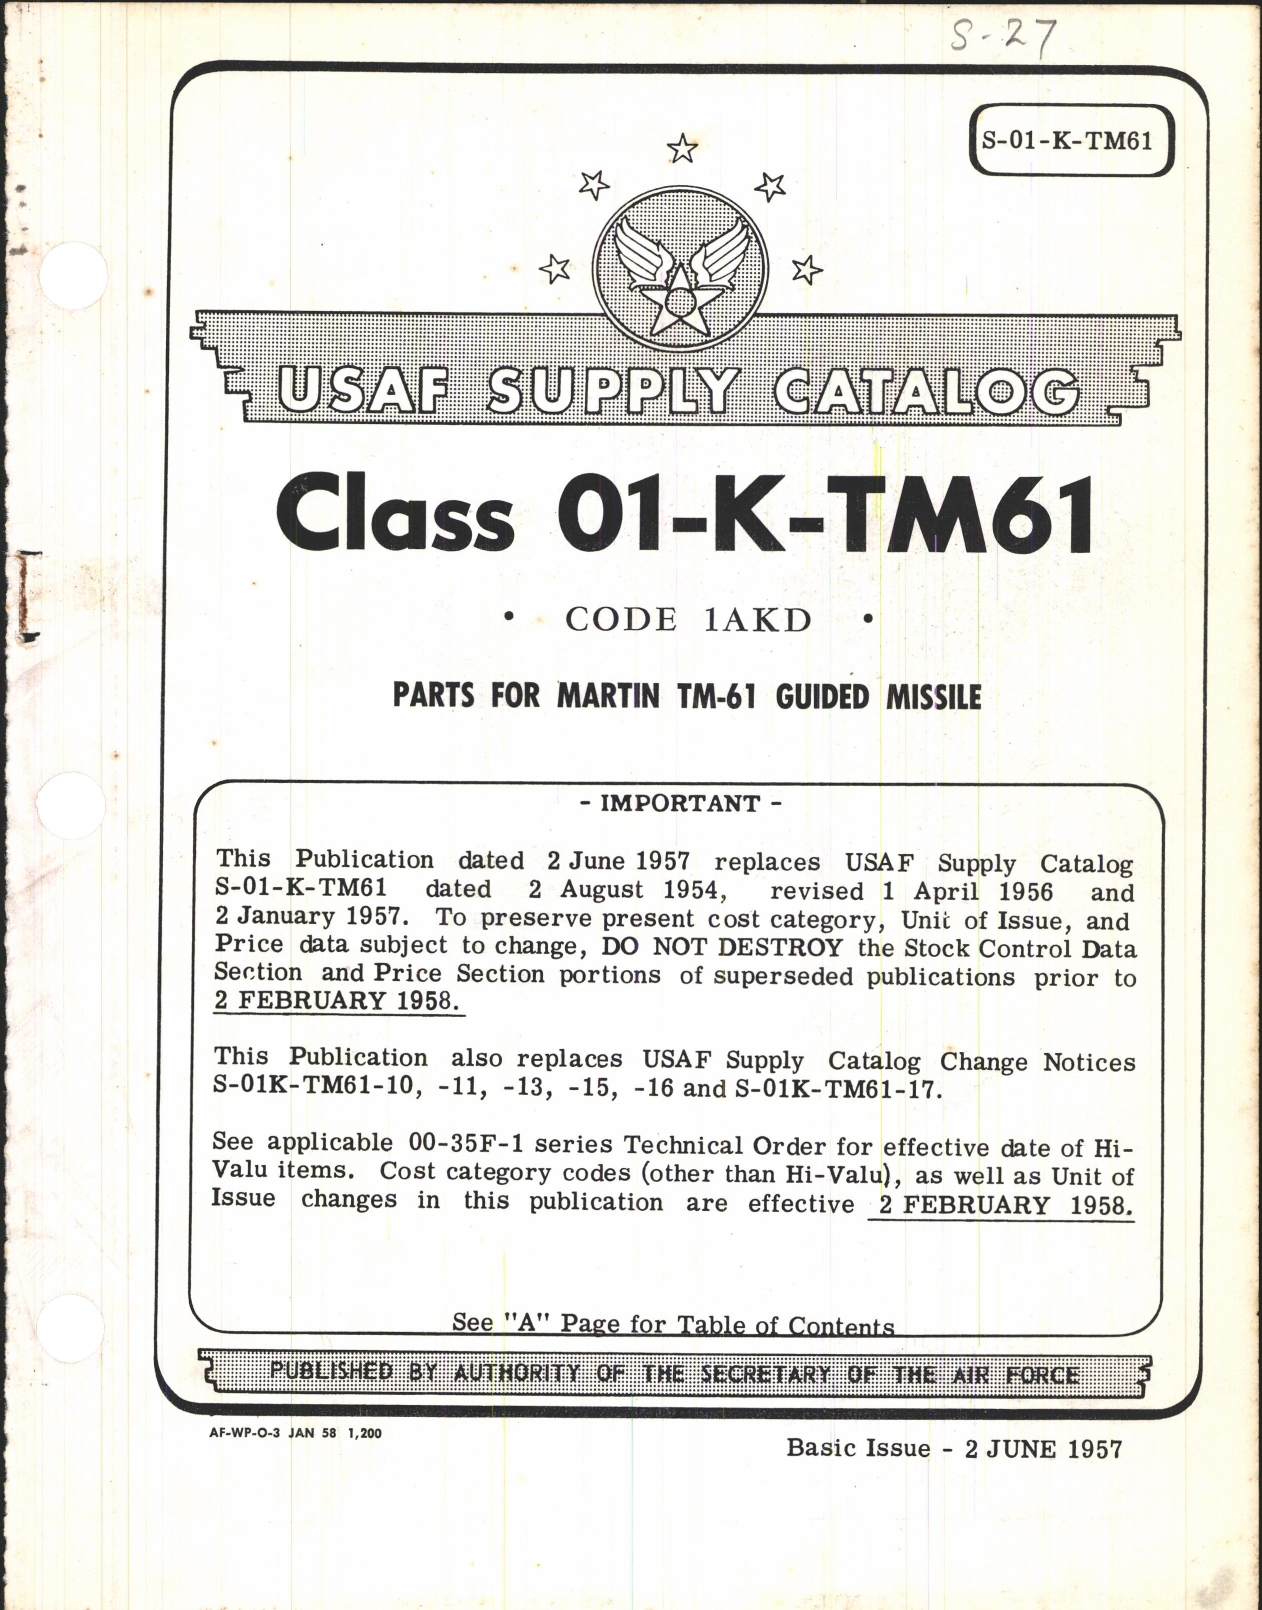 S-27
S-01-K-TM61
USAF SUPPLY CATALOG
Class 01-K-TM61
• CODE 1AKD •
PARTS FOR MARTIN TM-61 GUIDED MISSILE
- IMPORTANT -
This Publication dated 2 June 1957 replaces USAF Supply Catalog
S-01-K-TM61 dated 2 August 1954, revised 1 April 1956 and
2 January 1957. To preserve present cost category, Unit of Issue, and
Price data subject to change, DO NOT DESTROY the Stock Control Data
Section and Price Section portions of superseded publications prior to
2 FEBRUARY 1958.
This Publication also replaces USAF Supply Catalog Change Notices
S-01K-TM61-10, -11, -13, -15, -16 and S-01K-TM61-17.
See applicable 00-35F-1 series Technical Order for effective date of Hi-
Valu items. Cost category codes (other than Hi-Valu), as well as Unit of
Issue changes in this publication are effective 2 FEBRUARY 1958.
See "A" Page for Table of Contents
PUBLISHED BY AUTHORITY OF THE SECRETARY OF THE AIR FORCE
AF-WP-O-3 JAN 58 1,200
Basic Issue - 2 JUNE 1957